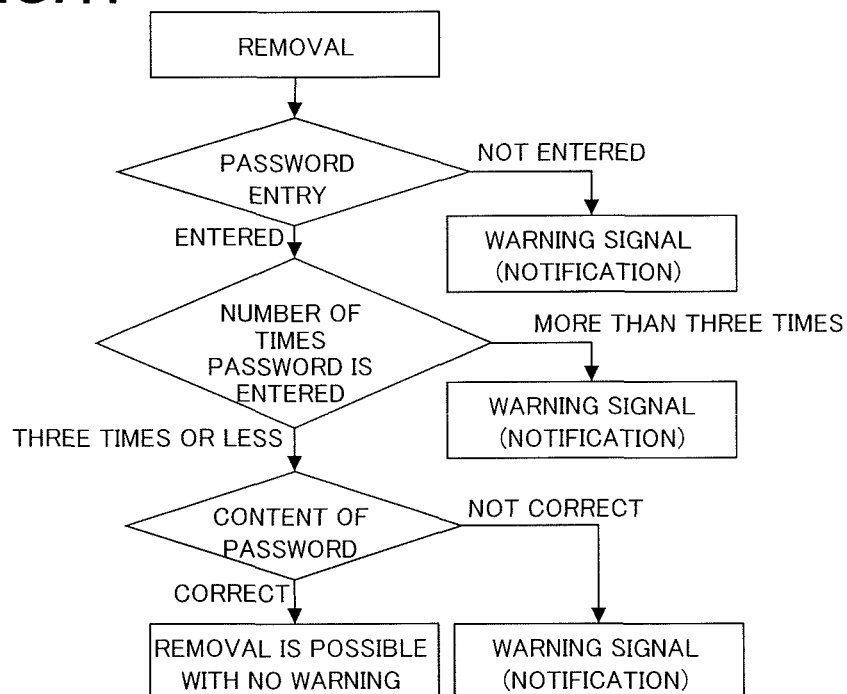 REMOVAL
PASSWORD
ENTRY
NOT ENTERED
ENTERED
WARNING SIGNAL
(NOTIFICATION)
NUMBER OF
TIMES
PASSWORD IS
ENTERED
MORE THAN THREE TIMES
WARNING SIGNAL
(NOTIFICATION)
THREE TIMES OR LESS
CONTENT OF
PASSWORD
NOT CORRECT
CORRECT
REMOVAL IS POSSIBLE
WITH NO WARNING
WARNING SIGNAL
(NOTIFICATION)